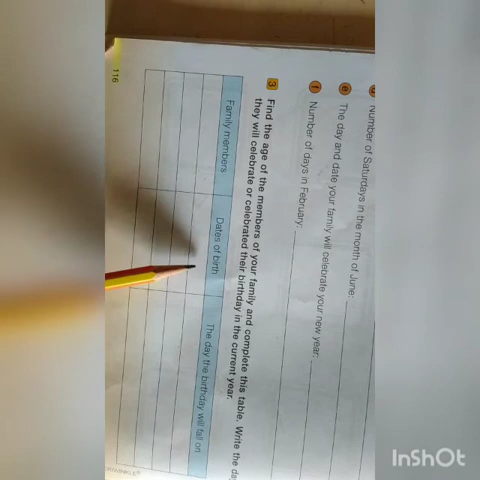 Number of Saturdays in the month of June:
e The day and date your family will celebrate your new year:
f Number of days in February:
3 Find the age of the members of your family and complete this table. Write the da
they will celebrate or celebrated their birthday in the current year.
Family members Dates of birth The day the birthday will fall on
116
InShOt